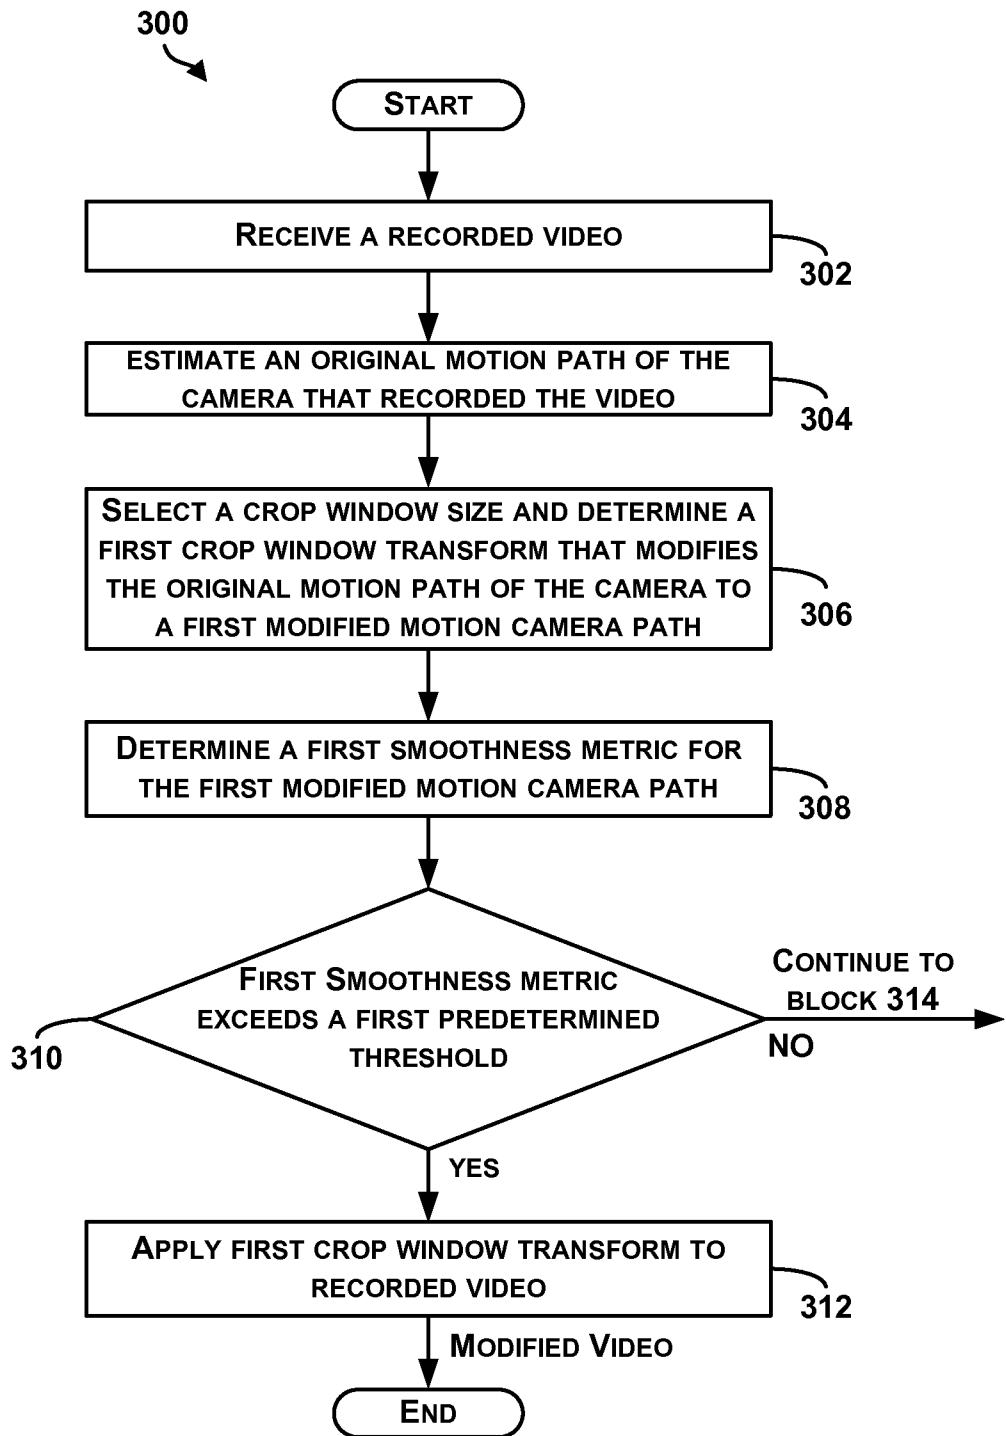 300
START
RECEIVE A RECORDED VIDEO
302
ESTIMATE AN ORIGINAL MOTION PATH OF THE
CAMERA THAT RECORDED THE VIDEO
304
SELECT A CROP WINDOW SIZE AND DETERMINE A
FIRST CROP WINDOW TRANSFORM THAT MODIFIES
THE ORIGINAL MOTION PATH OF THE CAMERA TO
A FIRST MODIFIED MOTION CAMERA PATH
306
DETERMINE A FIRST SMOOTHNESS METRIC FOR
THE FIRST MODIFIED MOTION CAMERA PATH
308
FIRST SMOOTHNESS METRIC
EXCEEDS A FIRST PREDETERMINED
THRESHOLD
310
CONTINUE TO
BLOCK 314
NO
YES
APPLY FIRST CROP WINDOW TRANSFORM TO
RECORDED VIDEO
312
MODIFIED VIDEO
END